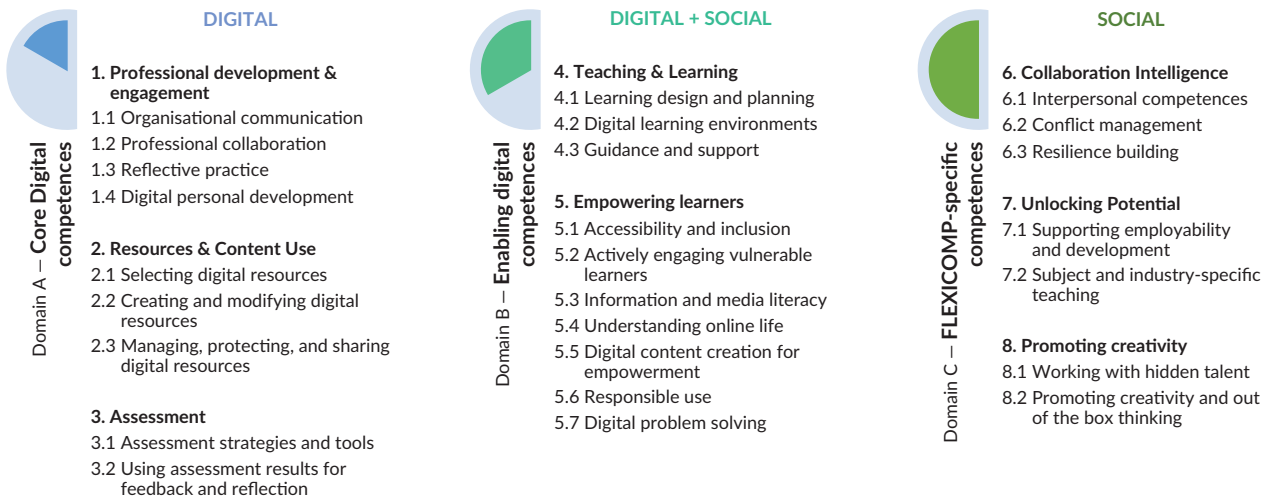 DIGITAL
Domain A – Core Digital
competences
1. Professional development &
engagement
1.1 Organisational communication
1.2 Professional collaboration
1.3 Reflective practice
1.4 Digital personal development
2. Resources & Content Use
2.1 Selecting digital resources
2.2 Creating and modifying digital
resources
2.3 Managing, protecting, and sharing
digital resources
3. Assessment
3.1 Assessment strategies and tools
3.2 Using assessment results for
feedback and reflection
DIGITAL + SOCIAL
Domain B – Enabling digital
competences
4. Teaching & Learning
4.1 Learning design and planning
4.2 Digital learning environments
4.3 Guidance and support
5. Empowering learners
5.1 Accessibility and inclusion
5.2 Actively engaging vulnerable
learners
5.3 Information and media literacy
5.4 Understanding online life
5.5 Digital content creation for
empowerment
5.6 Responsible use
5.7 Digital problem solving
SOCIAL
Domain C – FLEXICOMP-specific
competences
6. Collaboration Intelligence
6.1 Interpersonal competences
6.2 Conflict management
6.3 Resilience building
7. Unlocking Potential
7.1 Supporting employability
and development
7.2 Subject and industry-specific
teaching
8. Promoting creativity
8.1 Working with hidden talent
8.2 Promoting creativity and out
of the box thinking